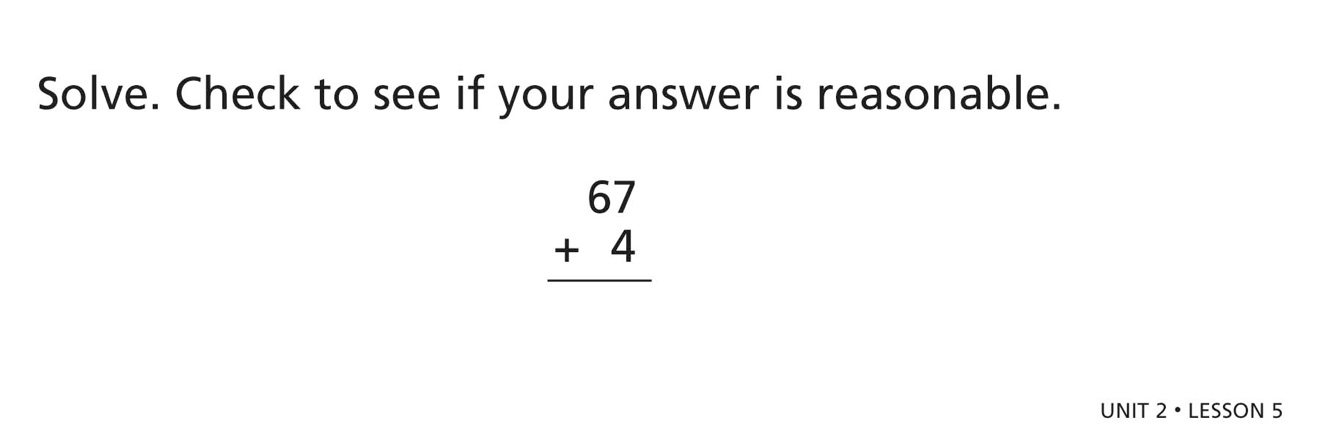 Solve. Check to see if your answer is reasonable.
67
+ 4
UNIT 2 • LESSON 5